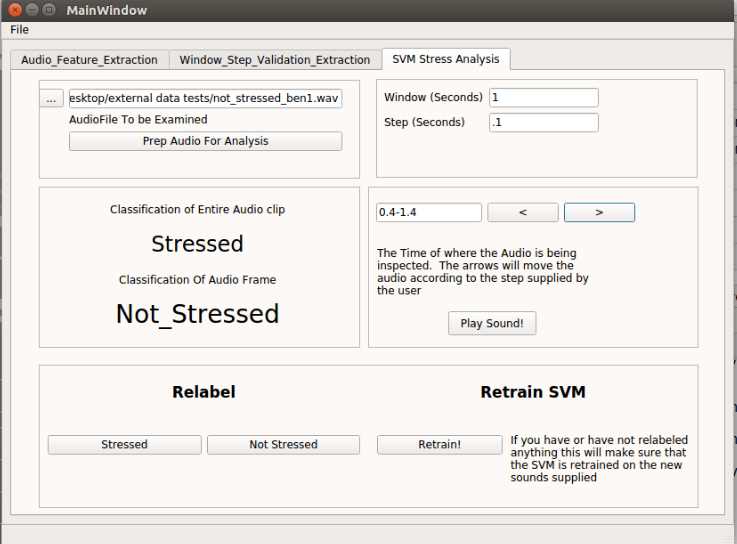 MainWindow
File
Audio_Feature_Extraction
Window_Step_Validation_Extraction
SVM Stress Analysis
...
esktop/external data tests/not_stressed_ben1.wav
AudioFile To be Examined
Prep Audio For Analysis
Window (Seconds)
1
Step (Seconds)
.1
Classification of Entire Audio clip
Stressed
Classification Of Audio Frame
Not_Stressed
0.4-1.4
<
>
The Time of where the Audio is being
inspected.  The arrows will move the
audio according to the step supplied by
the user
Play Sound!
Relabel
Stressed
Not Stressed
Retrain SVM
Retrain!
If you have or have not relabeled
anything this will make sure that
the SVM is retrained on the new
sounds supplied